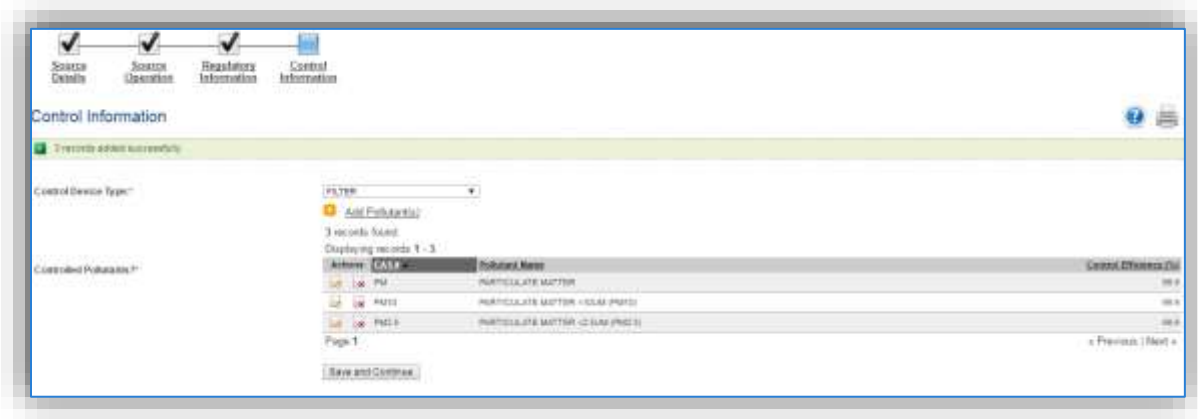 Source Details
Source Operation
Regulatory Information
Control Information
Control Information
3 records added successfully
Control Device Type:*
FILTER
Add Pollutant(s)
3 records found.
Displaying records 1 - 3
Controlled Pollutants:*
Actions CAS# Pollutant Name Control Efficiency (%)
PM PARTICULATE MATTER
PM10 PARTICULATE MATTER <10UM (PM10)
PM2.5 PARTICULATE MATTER <2.5UM (PM2.5)
Page 1
« Previous | Next »
Save and Continue